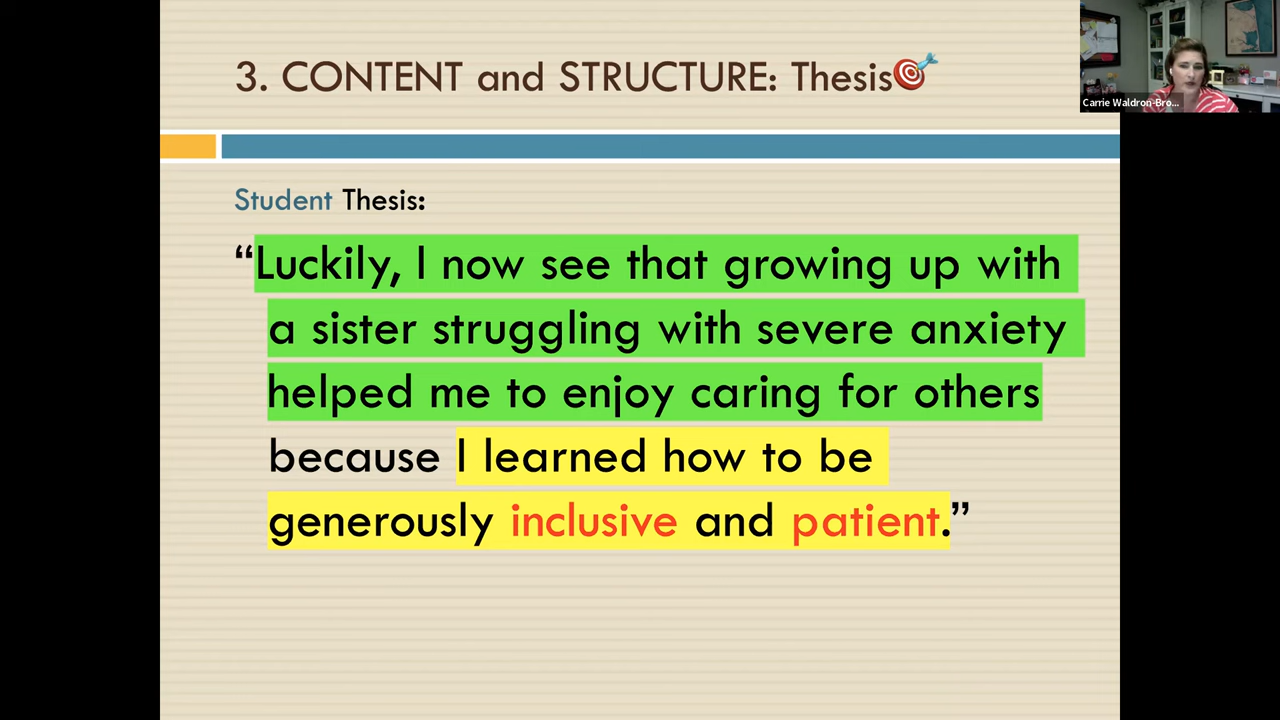 3. CONTENT and STRUCTURE: Thesis
Carrie Waldron-Bro...
Student Thesis:
“Luckily, I now see that growing up with
a sister struggling with severe anxiety
helped me to enjoy caring for others
because I learned how to be
generously inclusive and patient.”